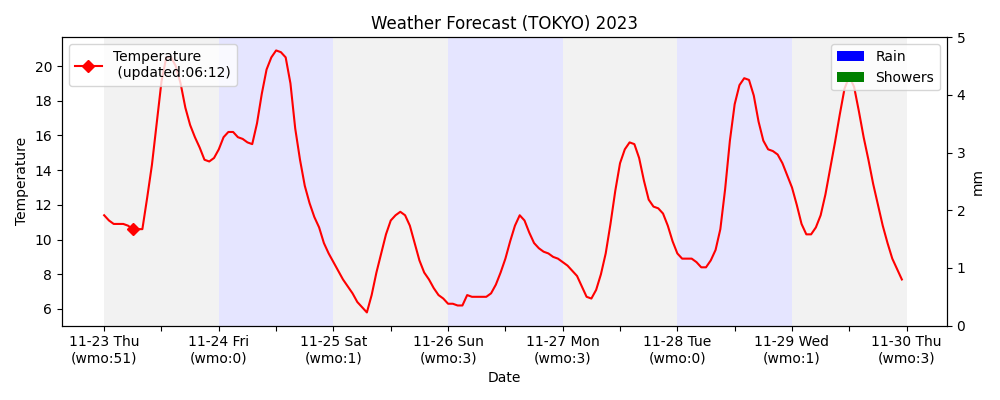 Weather Forecast (TOKYO) 2023
Temperature
(updated:06:12)
Rain
Showers
20
18
16
14
12
10
8
6
Temperature
5
4
3
2
1
0
mm
11-23 Thu 11-24 Fri 11-25 Sat 11-26 Sun 11-27 Mon 11-28 Tue 11-29 Wed 11-30 Thu
(wmo:51) (wmo:0) (wmo:1) (wmo:3) (wmo:3) (wmo:0) (wmo:1) (wmo:3)
Date